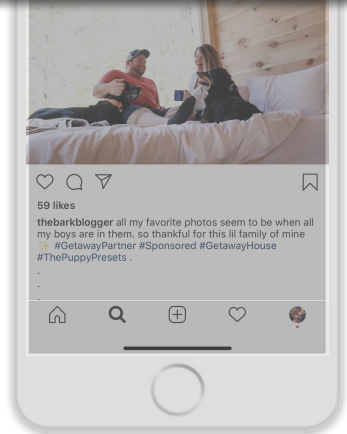 59 likes
thebarkblogger all my favorite photos seem to be when all
my boys are in them. so thankful for this lil family of mine
✨ #GetawayPartner #Sponsored #GetawayHouse
#ThePuppyPresets .
.
.
.